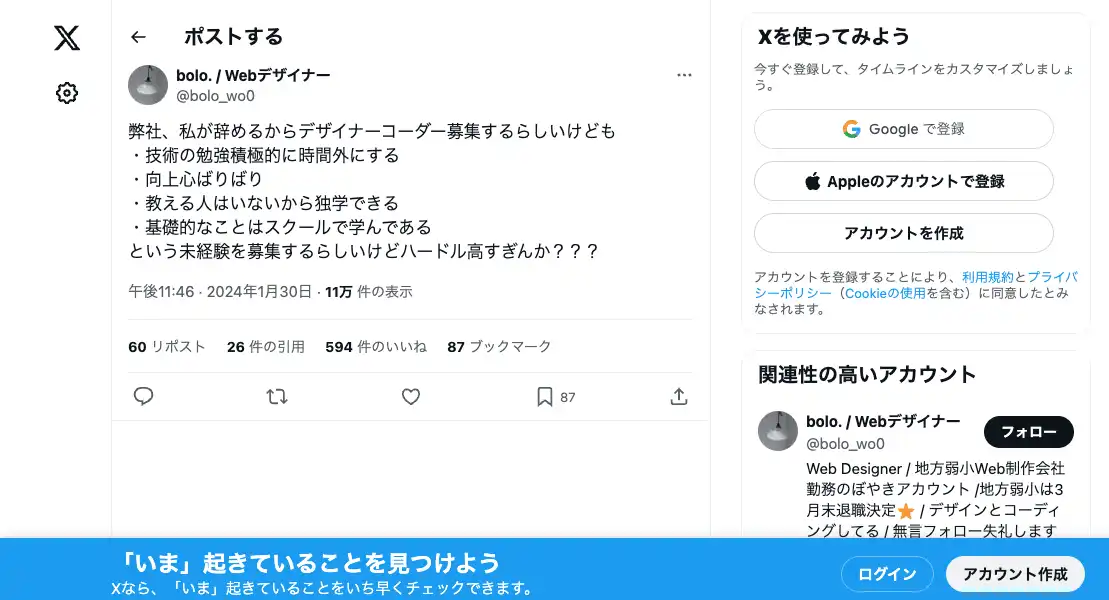 ポストする
bolo. / Webデザイナー
@bolo_wo0
弊社、私が辞めるからデザイナーコーダー募集するらしいけども
・技術の勉強積極的に時間外にする
・向上心ばりばり
・教える人はいないから独学できる
・基礎的なことはスクールで学んである
という未経験を募集するらしいけどハードル高すぎんか？？？
午後11:46 · 2024年1月30日 · 11万 件の表示
60 リポスト 26 件の引用 594 件のいいね 87 ブックマーク
87
Xを使ってみよう
今すぐ登録して、タイムラインをカスタマイズしましょ
う。
Google で登録
Appleのアカウントで登録
アカウントを作成
アカウントを登録することにより、利用規約とプライバ
シーポリシー（Cookieの使用を含む）に同意したとみ
なされます。
関連性の高いアカウント
bolo. / Webデザイナー
@bolo_wo0
フォロー
Web Designer / 地方弱小Web制作会社
勤務のぼやきアカウント /地方弱小は3
月末退職決定⭐ / デザインとコーディ
ングしてる / 無言フォロー失礼します
「いま」起きていることを見つけよう
Xなら、「いま」起きていることをいち早くチェックできます。
ログイン
アカウント作成